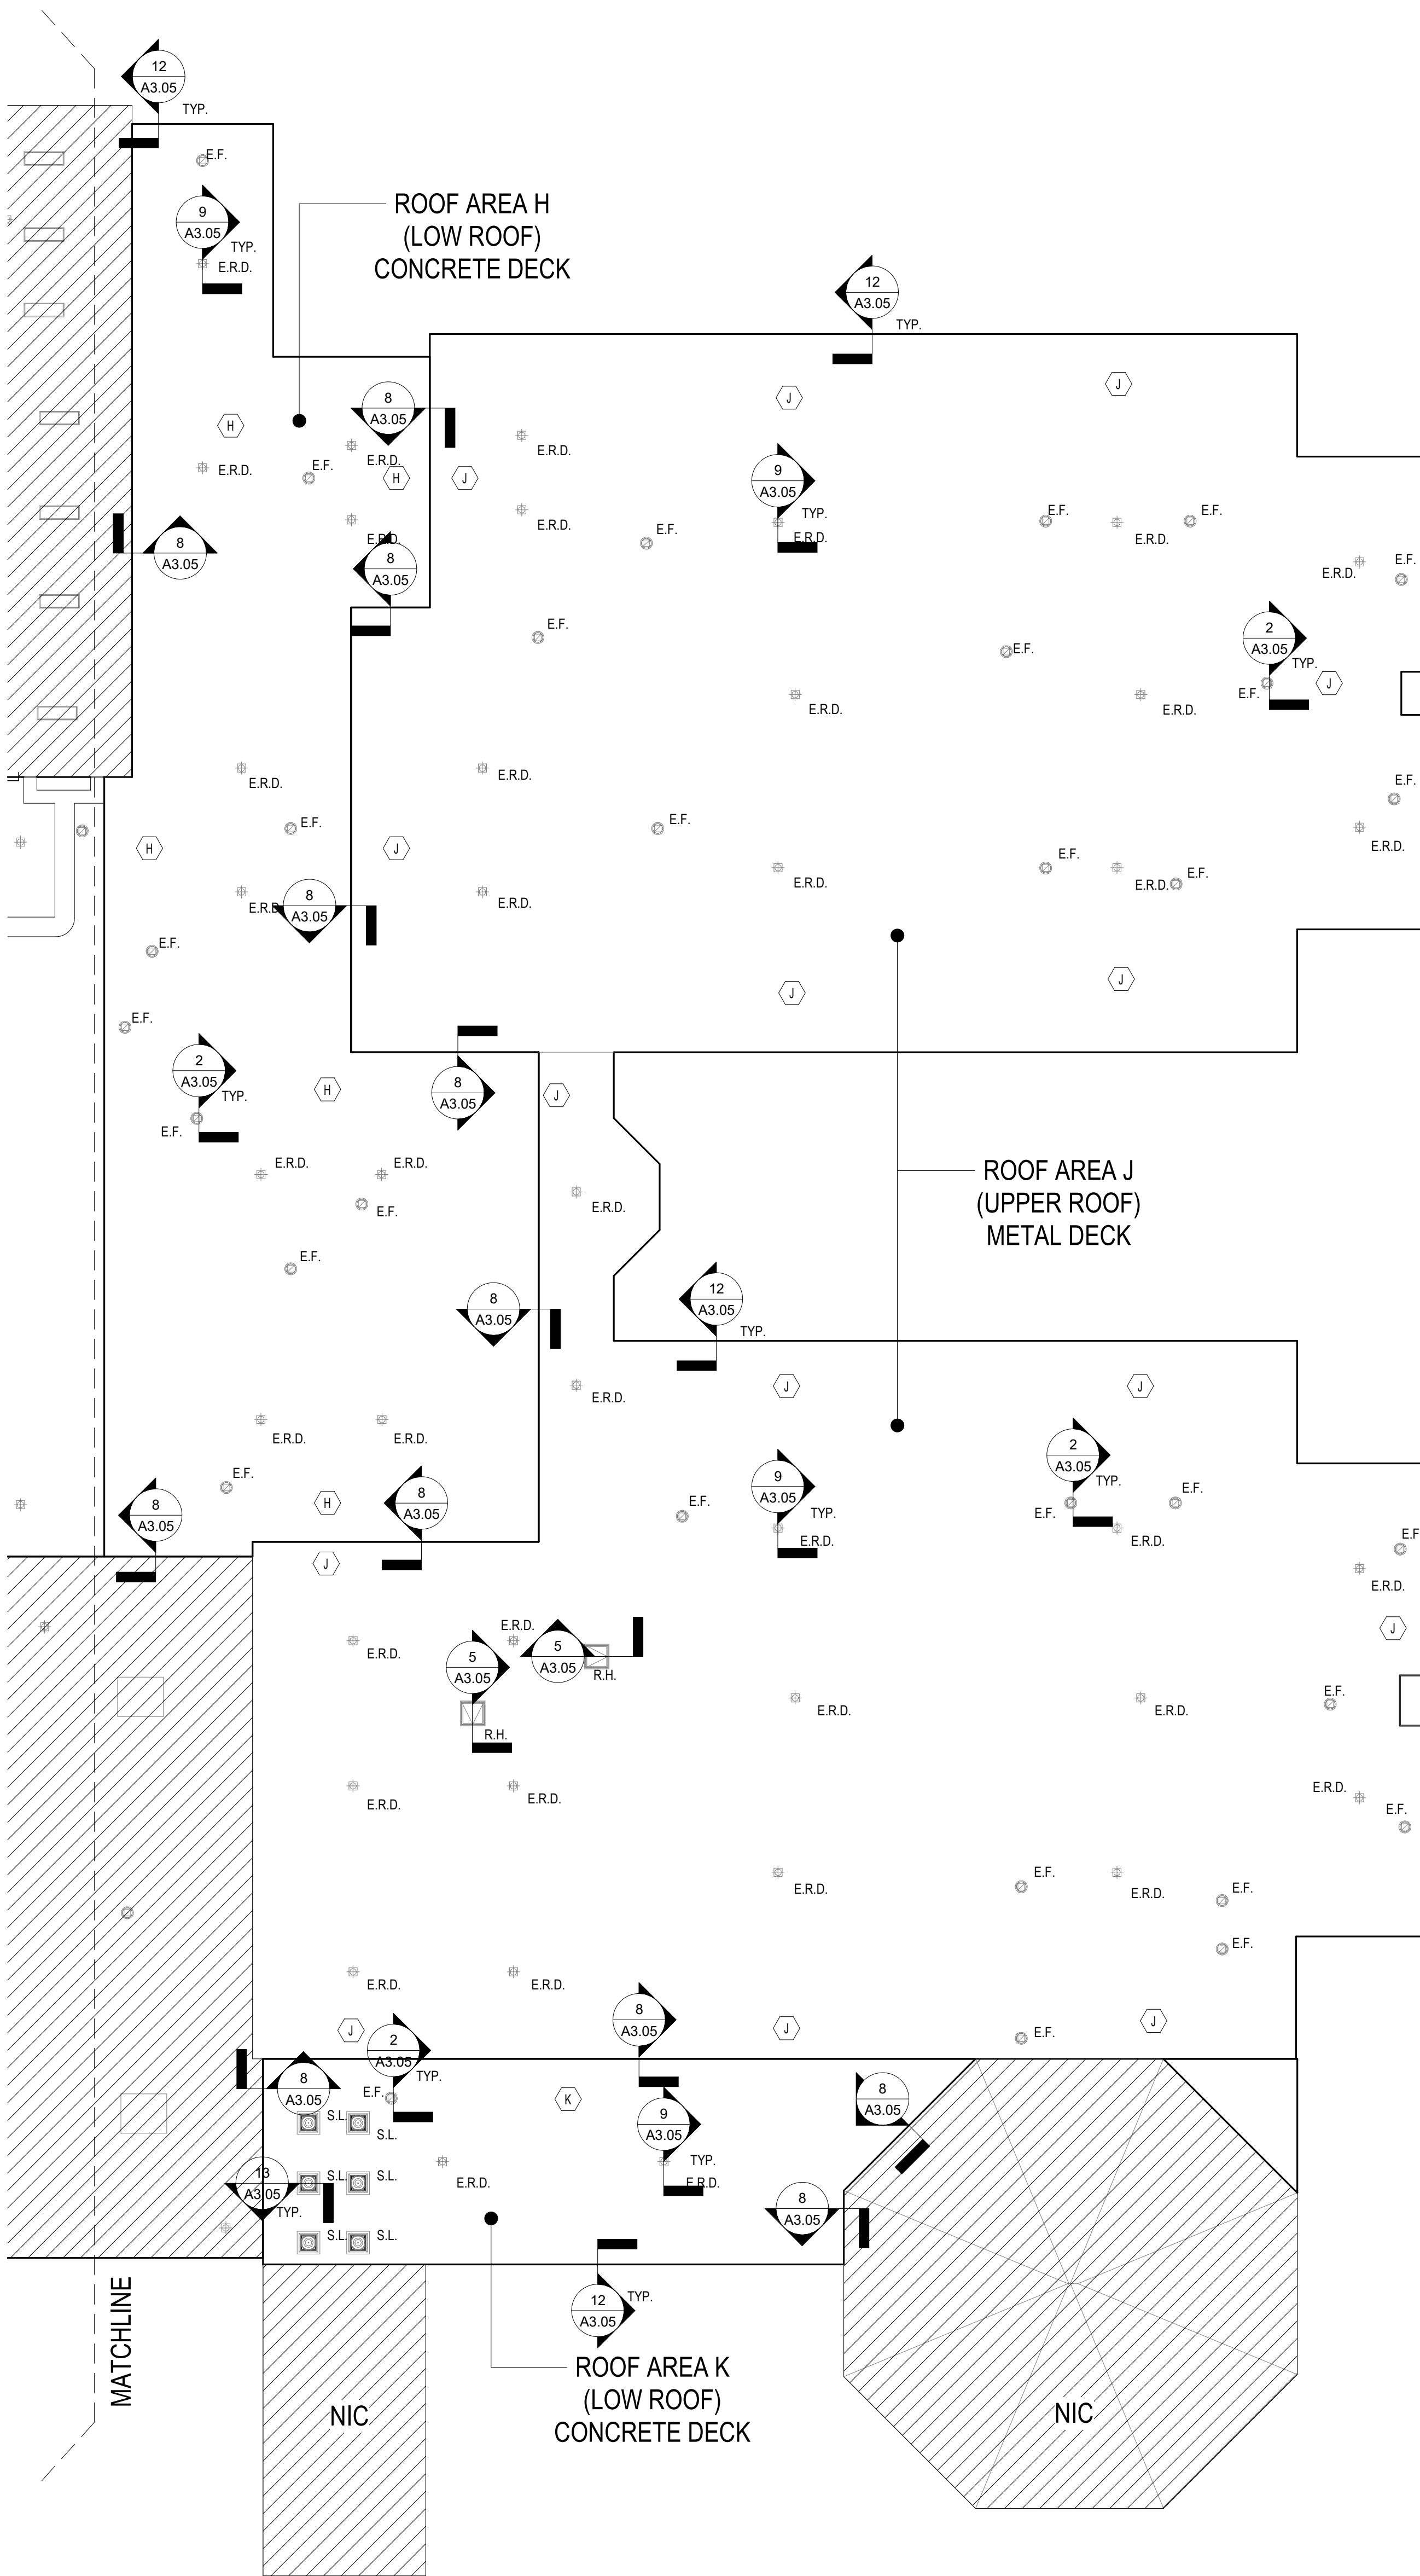 12
A3.05
TYP.
E.F.
9
A3.05
TYP.
E.R.D.
ROOF AREA H
(LOW ROOF)
CONCRETE DECK
12
A3.05
TYP.
J
J
8
A3.05
H
E.R.D.
E.R.D.
E.F.
E.R.D.
H
J
9
A3.05
TYP.
E.R.D.
E.R.D.
E.R.D.
E.F.
E.F.
E.R.D.
E.F.
8
A3.05
8
A3.05
E.R.D.
E.F.
E.F.
E.F.
2
A3.05
TYP.
E.F.
J
E.R.D.
E.R.D.
E.R.D.
E.R.D.
E.F.
E.F.
E.F.
H
J
E.R.D.
E.F.
E.R.D.
E.R.D.
E.F.
E.R.D.
8
A3.05
E.R.D.
E.F.
J
J
E.F.
2
A3.05
TYP.
E.F.
H
8
A3.05
J
E.R.D.
E.R.D.
E.F.
E.R.D.
ROOF AREA J
(UPPER ROOF)
METAL DECK
E.F.
8
A3.05
12
A3.05
TYP.
E.R.D.
J
J
E.R.D.
E.R.D.
E.F.
8
A3.05
H
8
A3.05
J
E.F.
9
A3.05
TYP.
E.R.D.
2
A3.05
TYP.
E.F.
E.F.
E.R.D.
E.F
E.R.D.
J
E.R.D.
E.R.D.
5
A3.05
R.H.
5
A3.05
R.H.
E.R.D.
E.R.D.
E.F.
E.R.D.
E.R.D.
E.R.D.
E.F.
E.R.D.
E.F.
E.R.D.
E.F.
E.F.
E.R.D.
E.R.D.
J
2
A3.05
TYP.
E.F.
8
A3.05
J
E.F.
J
8
A3.05
S.L.
S.L.
K
9
A3.05
TYP.
E.R.D.
8
A3.05
13
A3.05
TYP.
S.L.
S.L.
E.R.D.
8
A3.05
S.L.
S.L.
12
A3.05
TYP.
MATCHLINE
NIC
ROOF AREA K
(LOW ROOF)
CONCRETE DECK
NIC